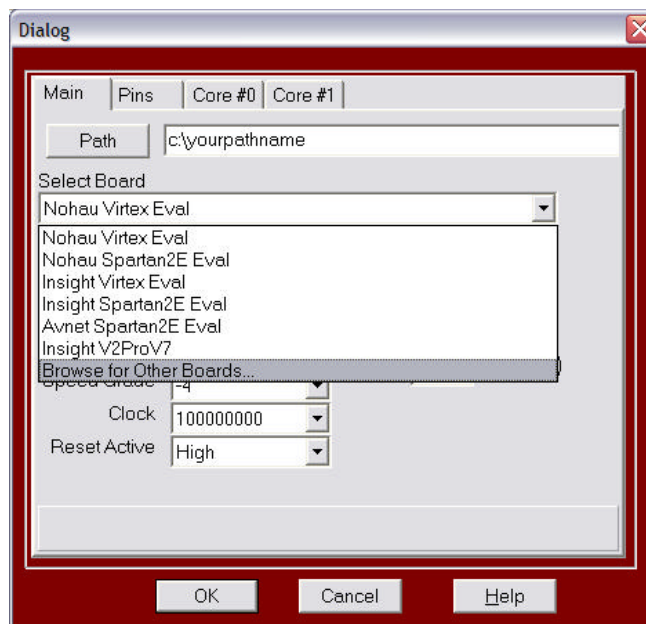 Dialog
Main Pins Core #0 Core #1
Path c:\yourpathname
Select Board
Nohau Virtex Eval
Nohau Virtex Eval
Nohau Spartan2E Eval
Insight Virtex Eval
Insight Spartan2E Eval
Avnet Spartan2E Eval
Insight V2ProV7
Browse for Other Boards...
Speed Grade -4
Clock 100000000
Reset Active High
OK Cancel Help